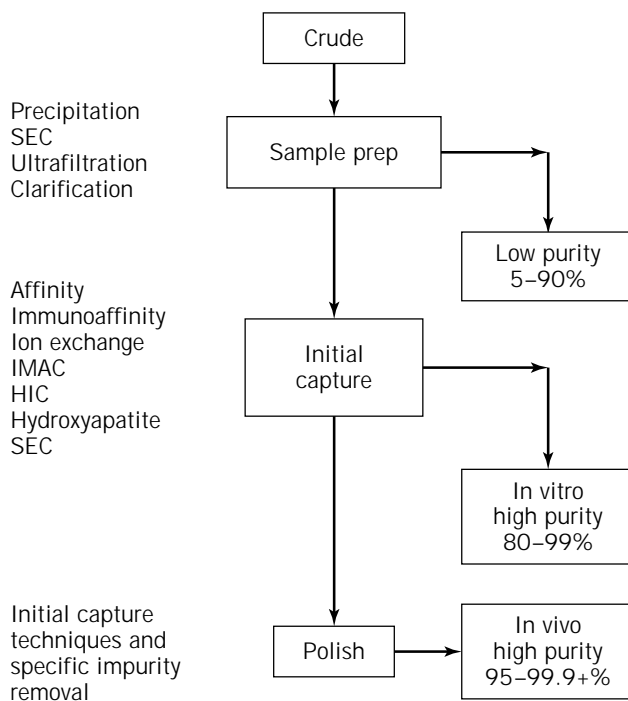 Crude
Precipitation
SEC
Ultrafiltration
Clarification
Sample prep
Low purity
5–90%
Affinity
Immunoaffinity
Ion exchange
IMAC
HIC
Hydroxyapatite
SEC
Initial
capture
In vitro
high purity
80–99%
Initial capture
techniques and
specific impurity
removal
Polish
In vivo
high purity
95–99.9+%